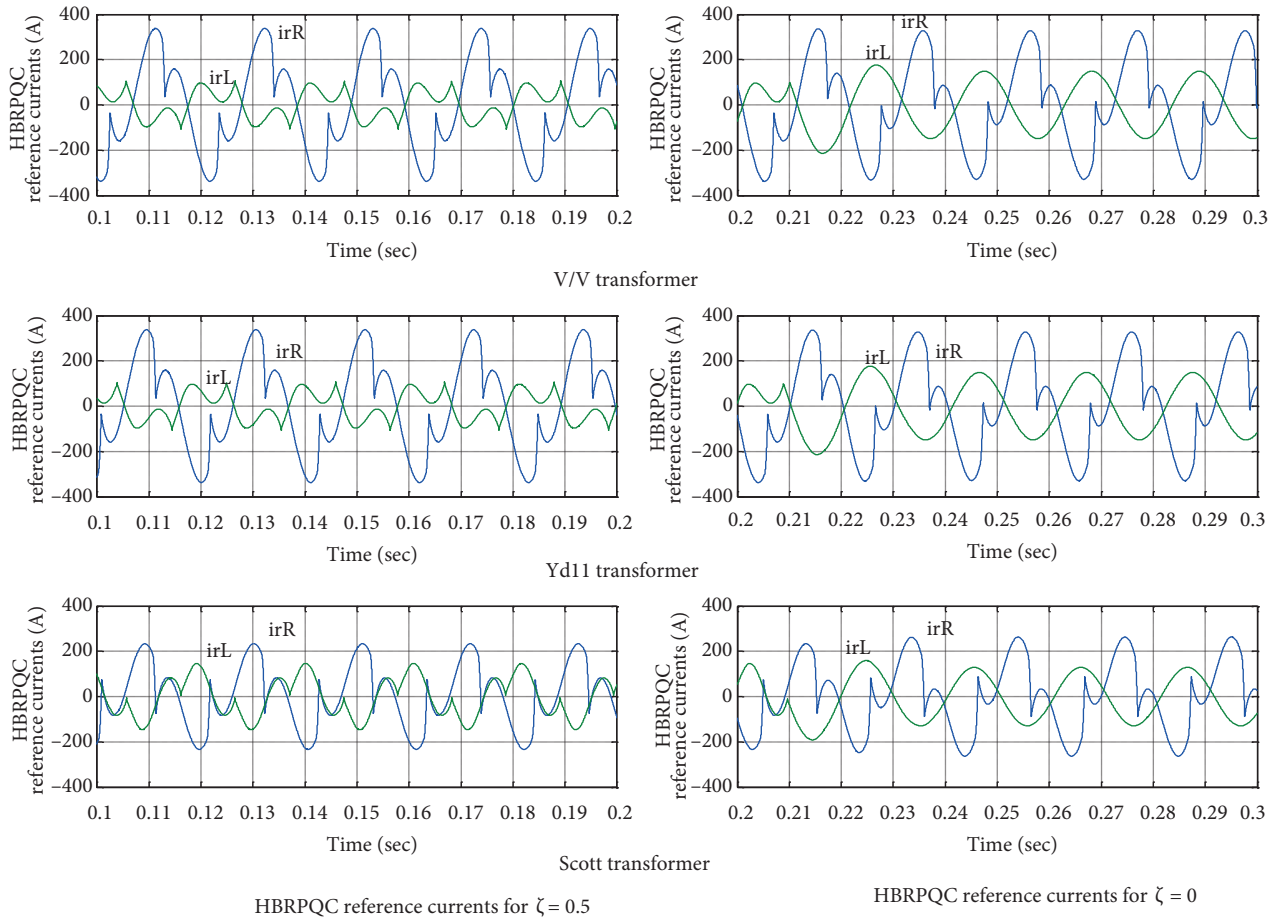 HBRPQC
reference currents (A)
400
200
0
−200
−400
irR
irL
0.1 0.11 0.12 0.13 0.14 0.15 0.16 0.17 0.18 0.19 0.2
Time (sec)
HBRPQC
reference currents (A)
400
200
0
−200
−400
irR
irL
0.2 0.21 0.22 0.23 0.24 0.25 0.26 0.27 0.28 0.29 0.3
Time (sec)
V/V transformer
HBRPQC
reference currents (A)
400
200
0
−200
−400
irR
irL
0.1 0.11 0.12 0.13 0.14 0.15 0.16 0.17 0.18 0.19 0.2
Time (sec)
HBRPQC
reference currents (A)
400
200
0
−200
−400
irL irR
0.2 0.21 0.22 0.23 0.24 0.25 0.26 0.27 0.28 0.29 0.3
Time (sec)
Yd11 transformer
HBRPQC
reference currents (A)
400
200
0
−200
−400
irR
irL
0.1 0.11 0.12 0.13 0.14 0.15 0.16 0.17 0.18 0.19 0.2
Time (sec)
HBRPQC
reference currents (A)
400
200
0
−200
−400
irR
irL
0.2 0.21 0.22 0.23 0.24 0.25 0.26 0.27 0.28 0.29 0.3
Time (sec)
Scott transformer
HBRPQC reference currents for ζ = 0.5
HBRPQC reference currents for ζ = 0